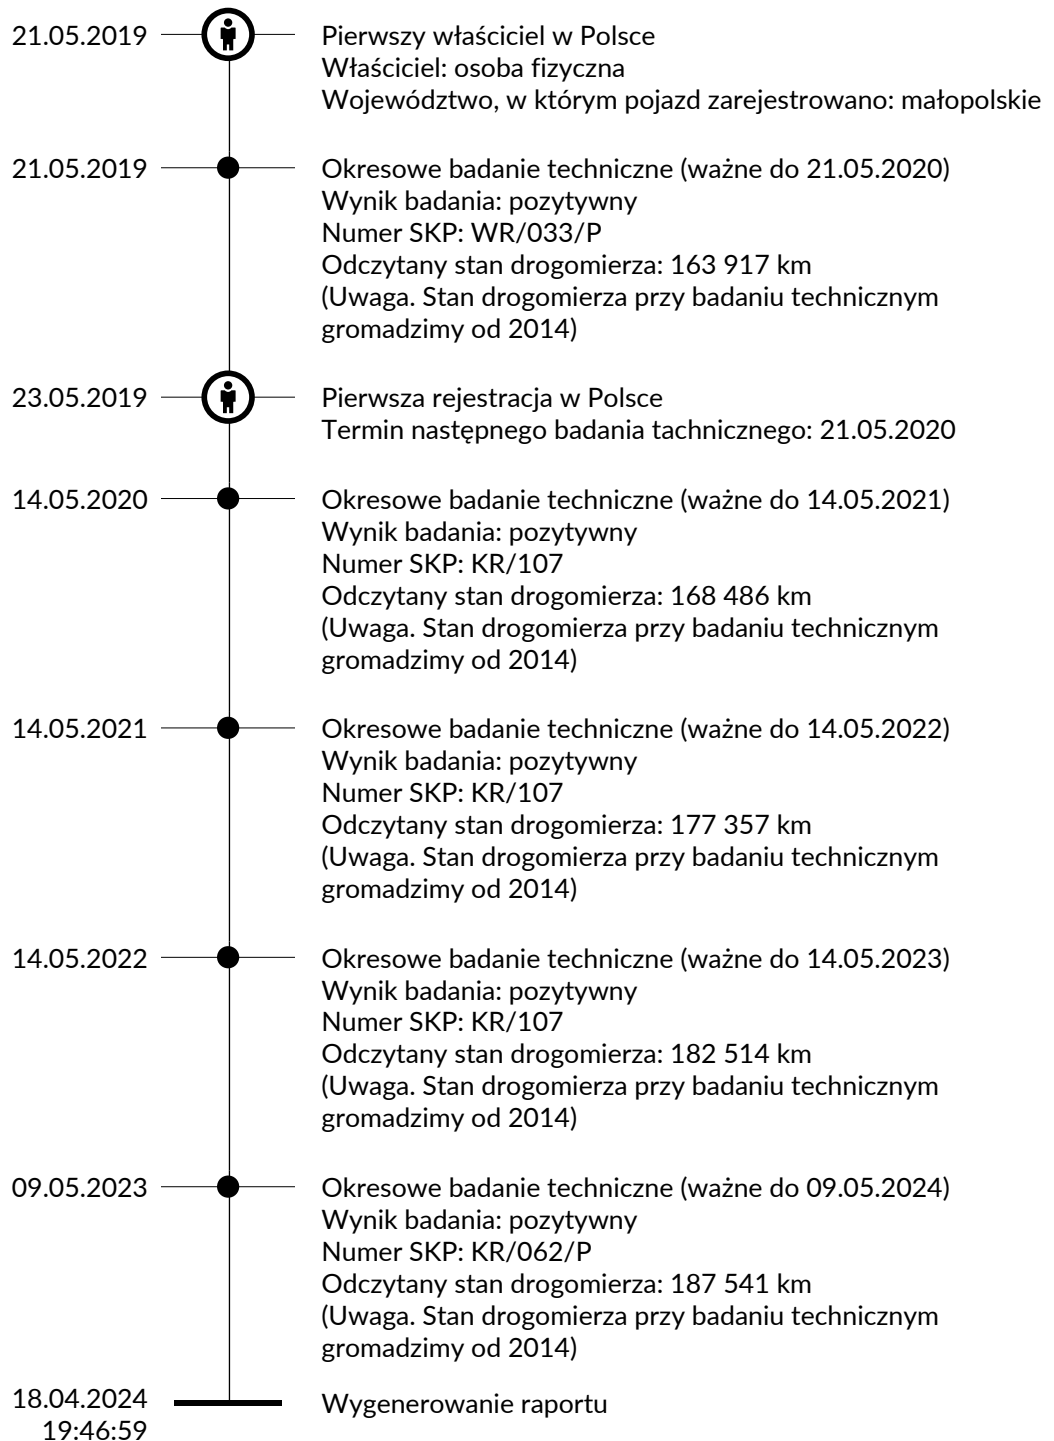 21.05.2019
Pierwszy właściciel w Polsce
Właściciel: osoba fizyczna
Województwo, w którym pojazd zarejestrowano: małopolskie
21.05.2019
Okresowe badanie techniczne (ważne do 21.05.2020)
Wynik badania: pozytywny
Numer SKP: WR/033/P
Odczytany stan drogomierza: 163 917 km
(Uwaga. Stan drogomierza przy badaniu technicznym
gromadzimy od 2014)
23.05.2019
Pierwsza rejestracja w Polsce
Termin następnego badania tachnicznego: 21.05.2020
14.05.2020
Okresowe badanie techniczne (ważne do 14.05.2021)
Wynik badania: pozytywny
Numer SKP: KR/107
Odczytany stan drogomierza: 168 486 km
(Uwaga. Stan drogomierza przy badaniu technicznym
gromadzimy od 2014)
14.05.2021
Okresowe badanie techniczne (ważne do 14.05.2022)
Wynik badania: pozytywny
Numer SKP: KR/107
Odczytany stan drogomierza: 177 357 km
(Uwaga. Stan drogomierza przy badaniu technicznym
gromadzimy od 2014)
14.05.2022
Okresowe badanie techniczne (ważne do 14.05.2023)
Wynik badania: pozytywny
Numer SKP: KR/107
Odczytany stan drogomierza: 182 514 km
(Uwaga. Stan drogomierza przy badaniu technicznym
gromadzimy od 2014)
09.05.2023
Okresowe badanie techniczne (ważne do 09.05.2024)
Wynik badania: pozytywny
Numer SKP: KR/062/P
Odczytany stan drogomierza: 187 541 km
(Uwaga. Stan drogomierza przy badaniu technicznym
gromadzimy od 2014)
18.04.2024
19:46:59
Wygenerowanie raportu